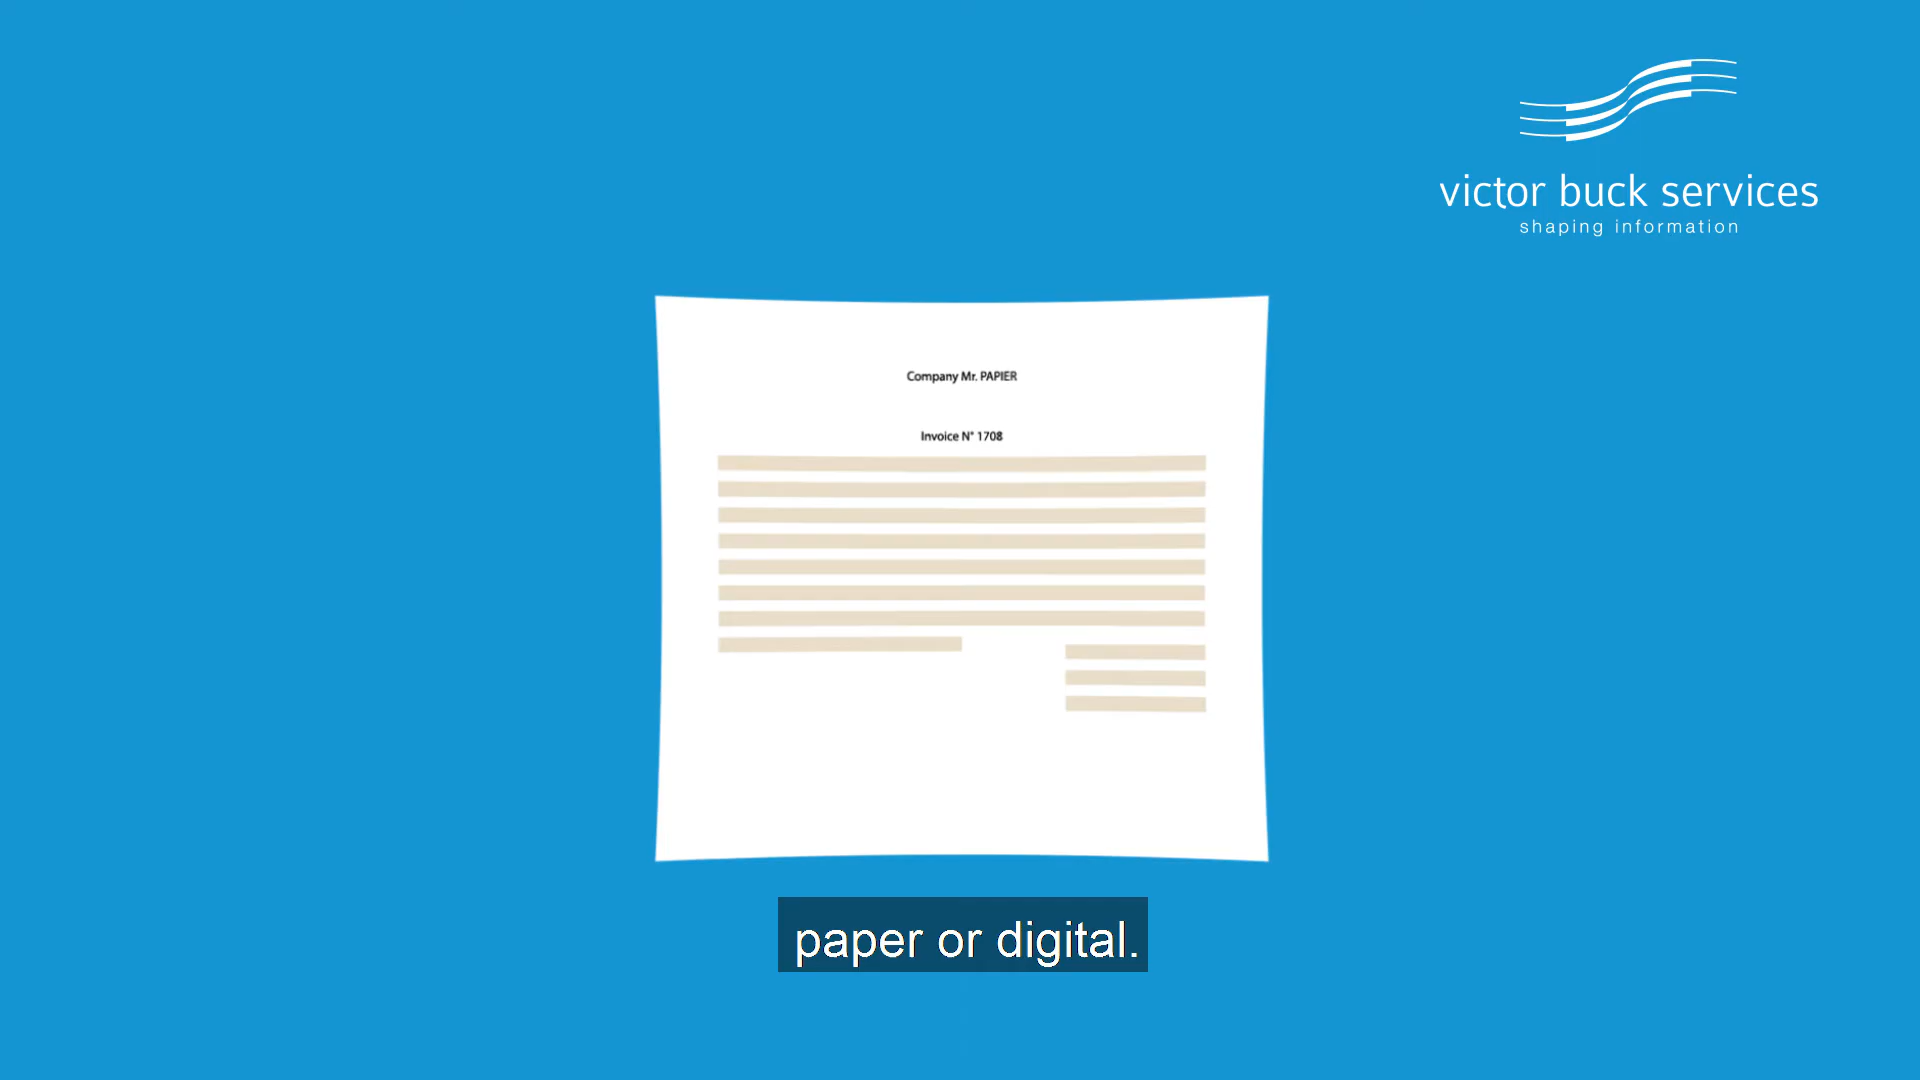 victor buck services
shaping information
Company Mr. PAPIER
Invoice N° 1708
paper or digital.